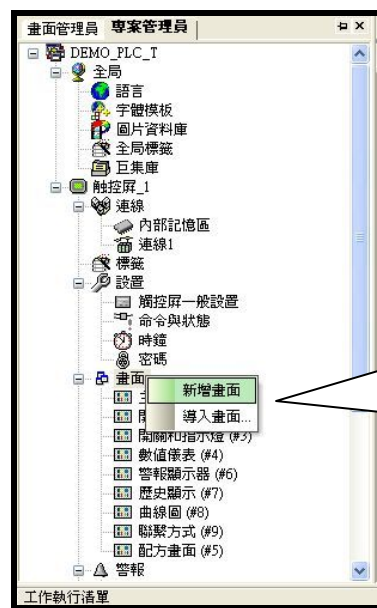 畫面管理員 專案管理員
DEMO_PLC_T
全局
語言
字體模板
圖片資料庫
全局標籤
巨集庫
觸控屏_1
連線
內部記憶區
連線1
標籤
設置
觸控屏一般設置
命令與狀態
時鐘
密碼
畫面
新增畫面
導入畫面...
開關和指示燈 (#3)
數值儀表 (#4)
警報顯示器 (#6)
歷史顯示 (#7)
曲線圖 (#8)
聯繫方式 (#9)
配方畫面 (#5)
警報
工作執行清單